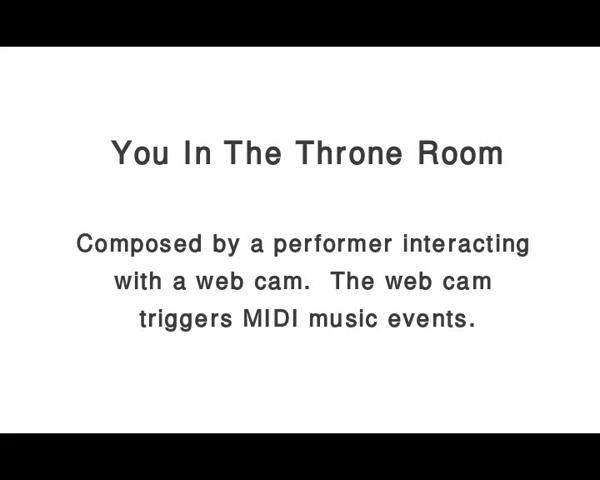 You In The Throne Room
Composed by a performer interacting
with a web cam.  The web cam
triggers MIDI music events.